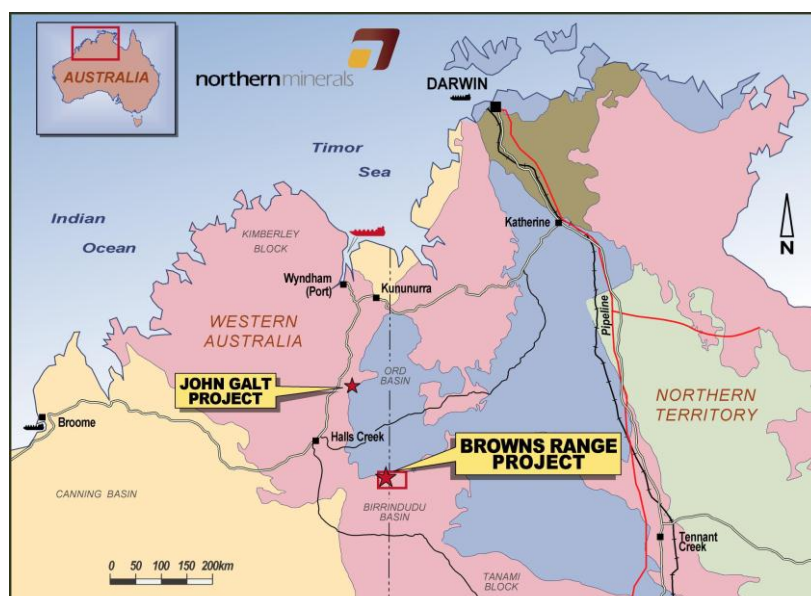 AUSTRALIA
northernminerals
DARWIN
Timor
Sea
Indian
Ocean
KIMBERLEY
BLOCK
Katherine
N
Wyndham
(Port)
Kununurra
WESTERN
AUSTRALIA
Pipeline
ORD
BASIN
JOHN GALT
PROJECT
NORTHERN
TERRITORY
Broome
Halls Creek
BROWNS RANGE
PROJECT
CANNING BASIN
BIRRINDUDU
BASIN
Tennant
Creek
0 50 100 150 200km
TANAMI
BLOCK